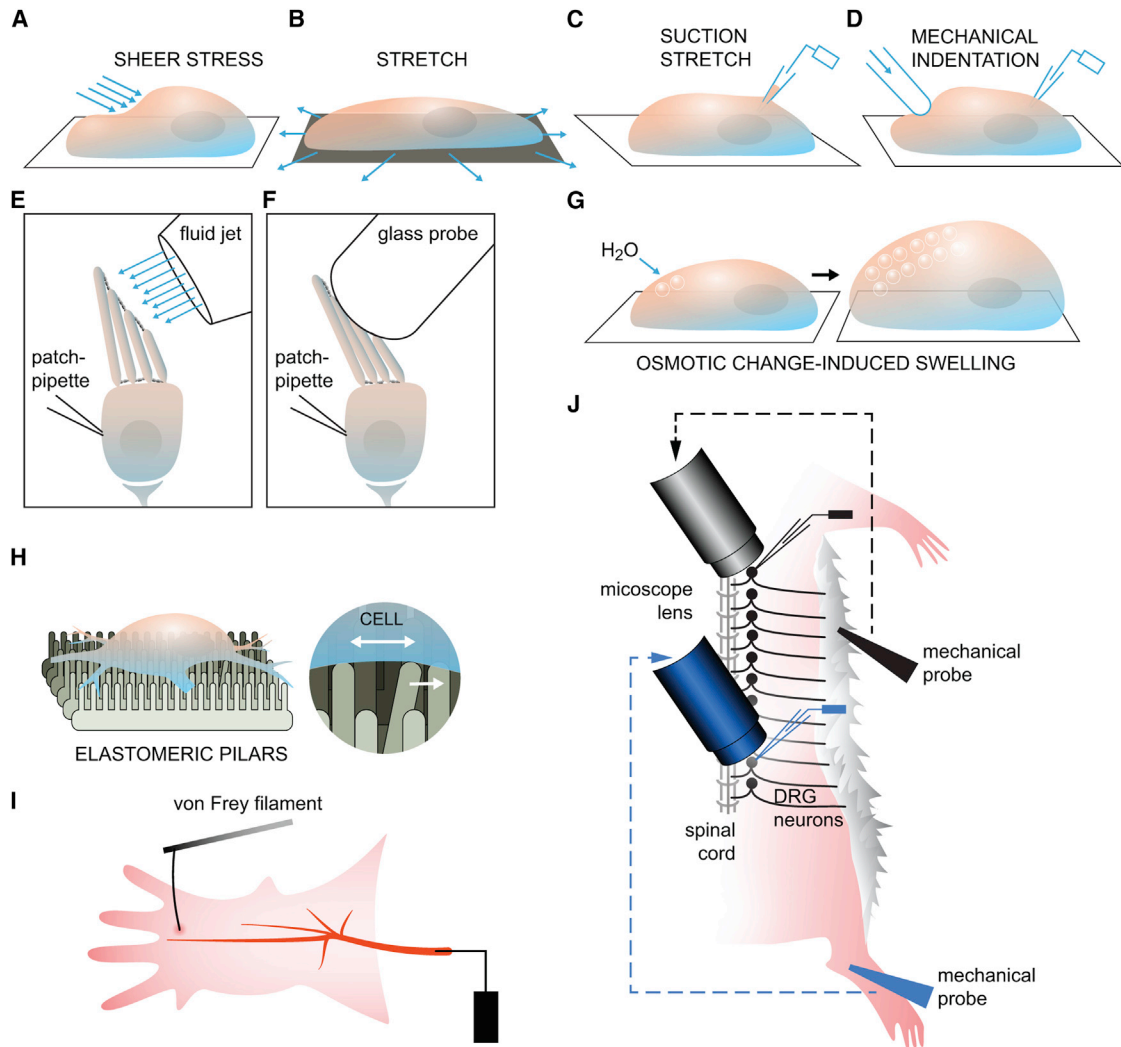 A
SHEER STRESS
B
STRETCH
C
SUCTION
STRETCH
D
MECHANICAL
INDENTATION
E
fluid jet
patch-
pipette
F
glass probe
patch-
pipette
G
H₂O
OSMOTIC CHANGE-INDUCED SWELLING
H
CELL
ELASTOMERIC PILARS
I
von Frey filament
J
micoscope
lens
mechanical
probe
DRG
neurons
spinal
cord
mechanical
probe